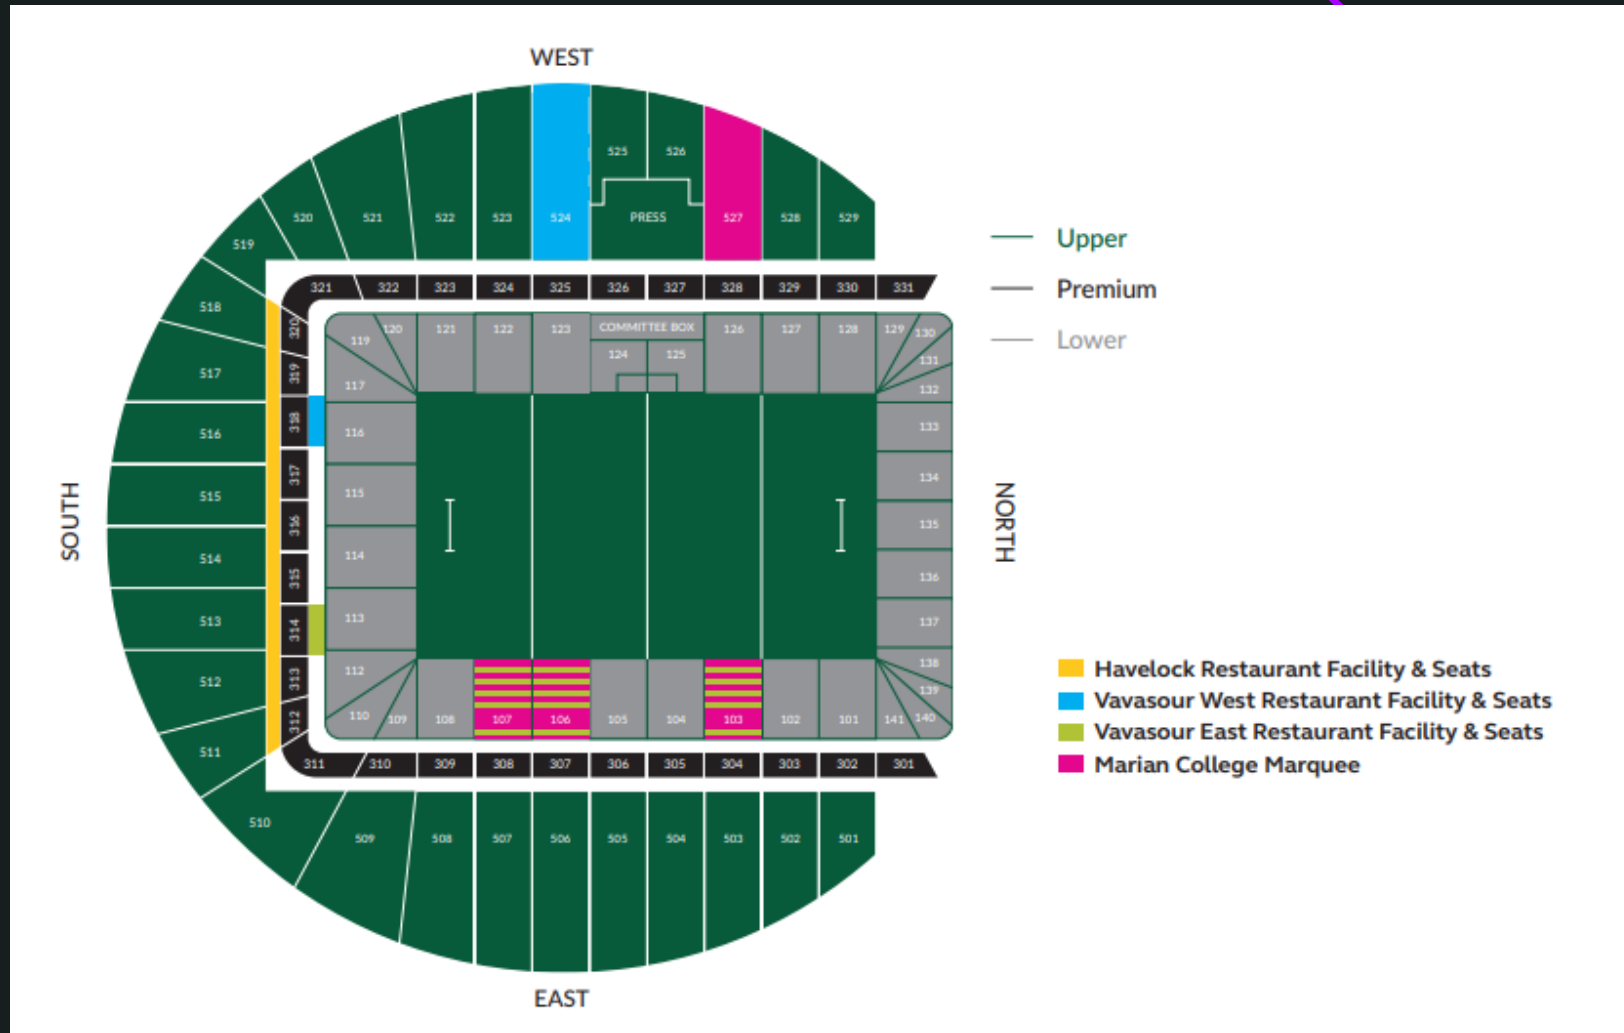 WEST
525 526
520 521 522 523 524 PRESS 527 528 529
519
518
517
516
515
514
513
512
511
510
509 508 507 506 505 504 503 502 501
321 322 323 324 325 326 327 328 329 330 331
320
319
318
317
316
315
314
313
312
311 310 309 308 307 306 305 304 303 302 301
120 121 122 123 COMMITTEE BOX 126 127 128 129 130
119 124 125 131
117 132
116 133
115 134
135
114 136
113 137
112 138
139
110 109 108 107 106 105 104 103 102 101 141 140
SOUTH
NORTH
EAST
Upper
Premium
Lower
Havelock Restaurant Facility & Seats
Vavasour West Restaurant Facility & Seats
Vavasour East Restaurant Facility & Seats
Marian College Marquee